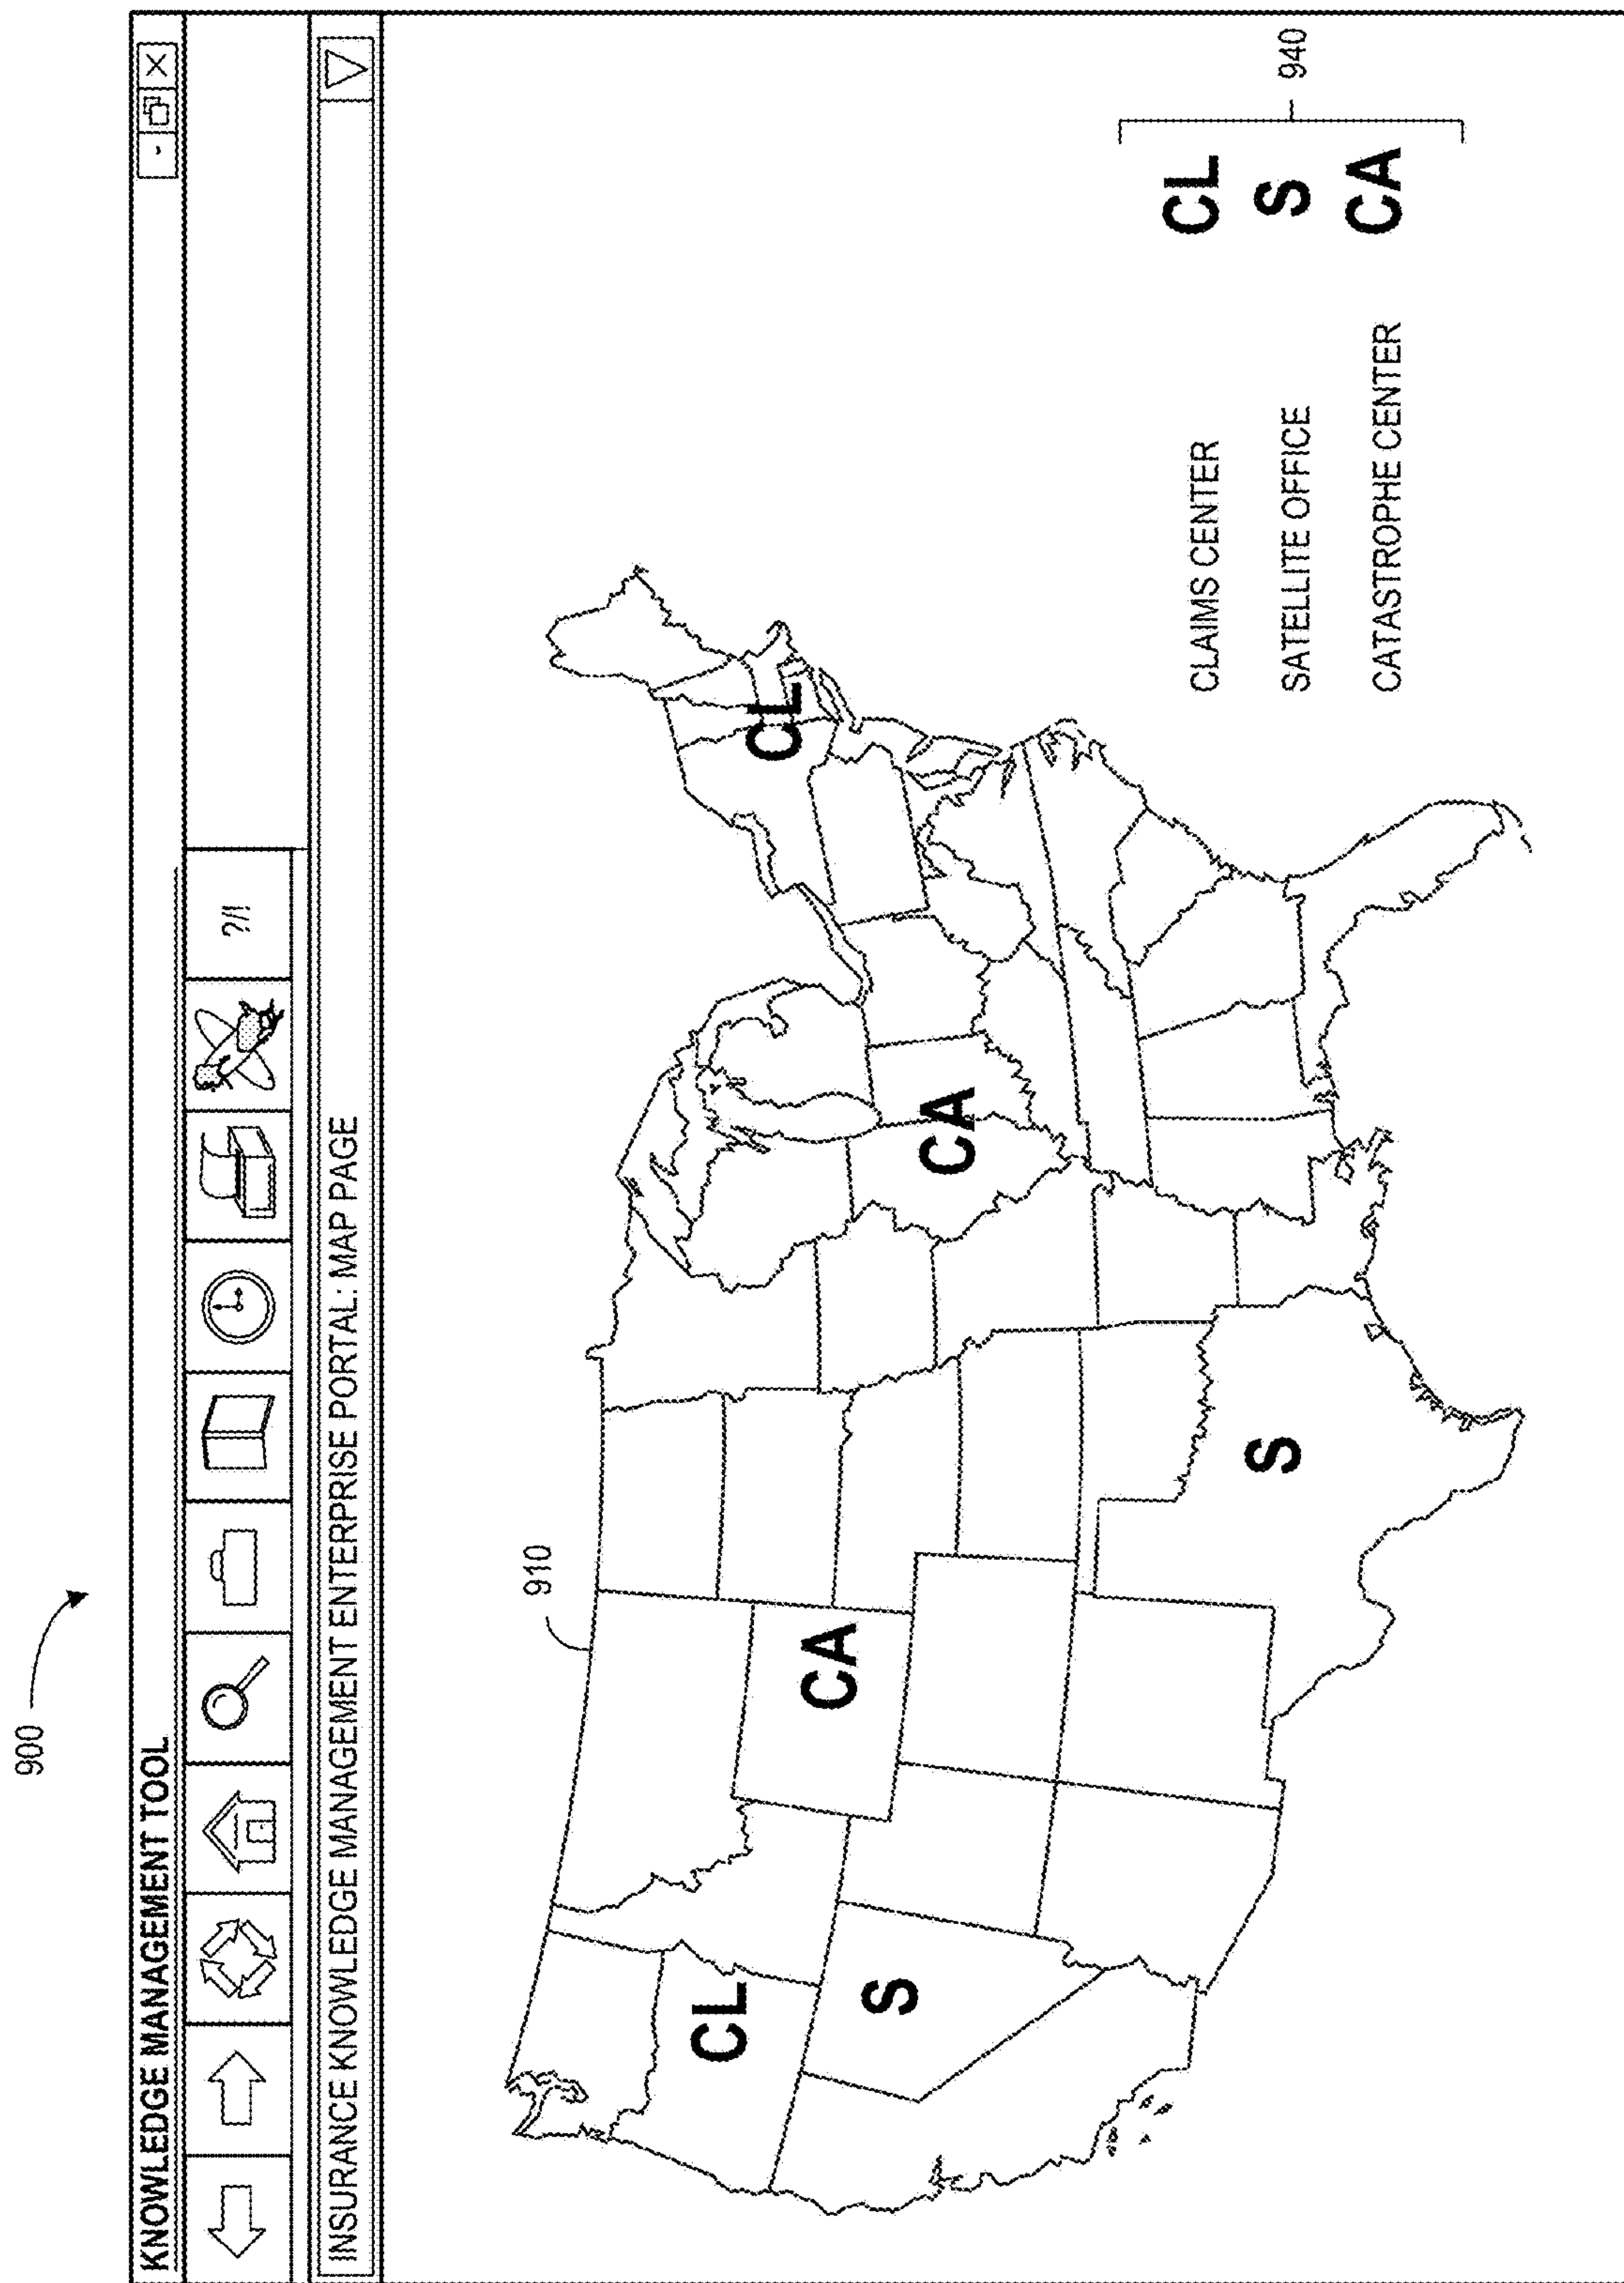 900
KNOWLEDGE MANAGEMENT TOOL
?/!
INSURANCE KNOWLEDGE MANAGEMENT ENTERPRISE PORTAL: MAP PAGE
910
CL
CL
CA
S
CA
S
CLAIMS CENTER CL
SATELLITE OFFICE S
CATASTROPHE CENTER CA
940